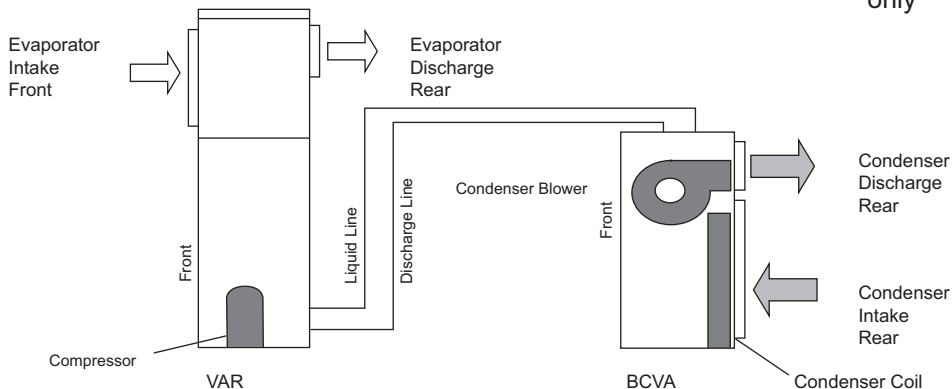 only
Evaporator
Intake
Front
Evaporator
Discharge
Rear
Front
Liquid Line
Discharge Line
Compressor
VAR
Condenser Blower
Front
Condenser
Discharge
Rear
Condenser
Intake
Rear
BCVA
Condenser Coil